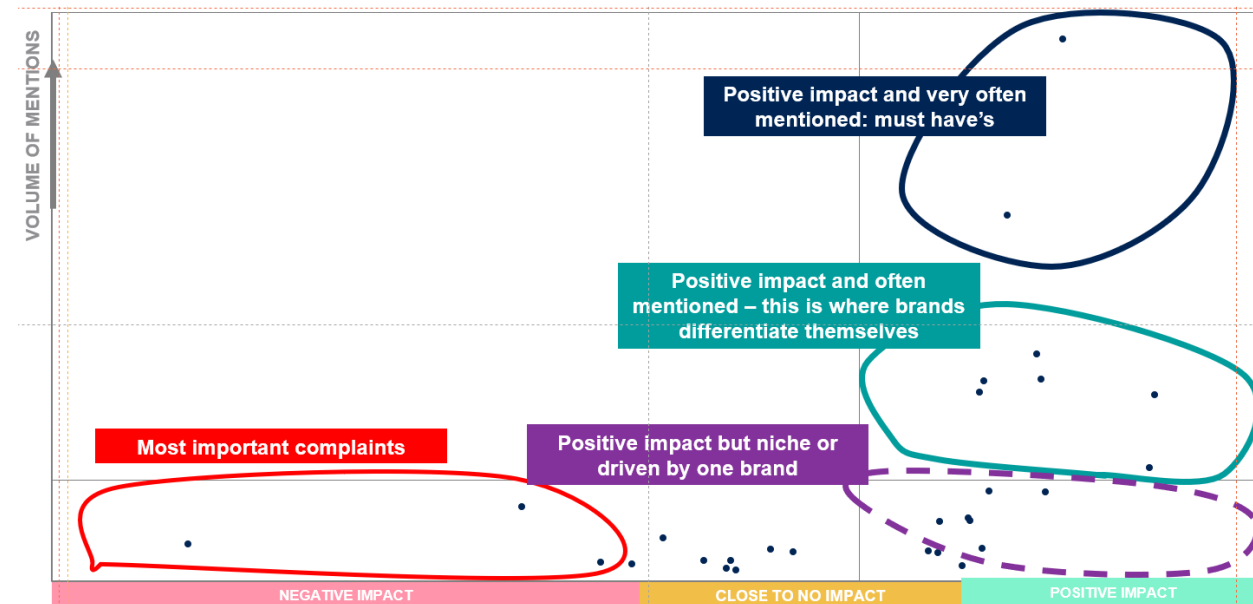 VOLUME OF MENTIONS
Positive impact and very often
mentioned: must have's
Positive impact and often
mentioned – this is where brands
differentiate themselves
Most important complaints
Positive impact but niche or
driven by one brand
NEGATIVE IMPACT
CLOSE TO NO IMPACT
POSITIVE IMPACT